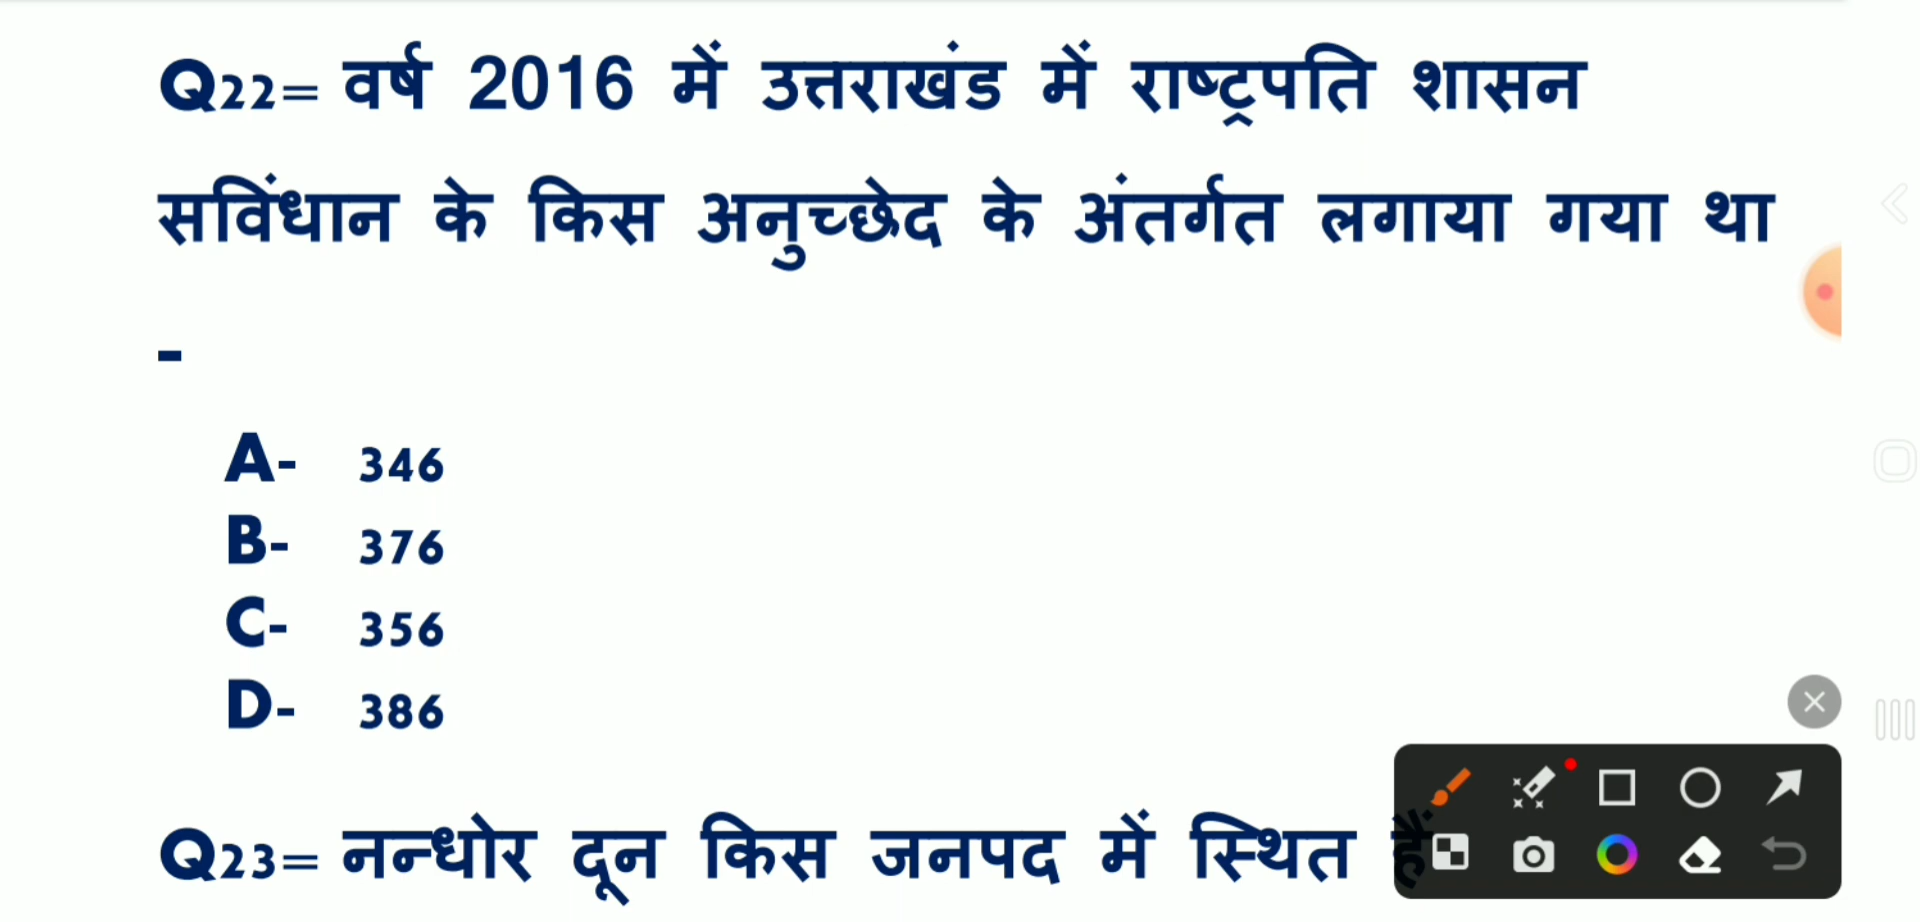 Q22= वर्ष 2016 में उत्तराखंड में राष्ट्रपति शासन
सविंधान के किस अनुच्छेद के अंतर्गत लगाया गया था
-
A- 346
B- 376
C- 356
D- 386
Q23= नन्धोर दून किस जनपद में स्थित